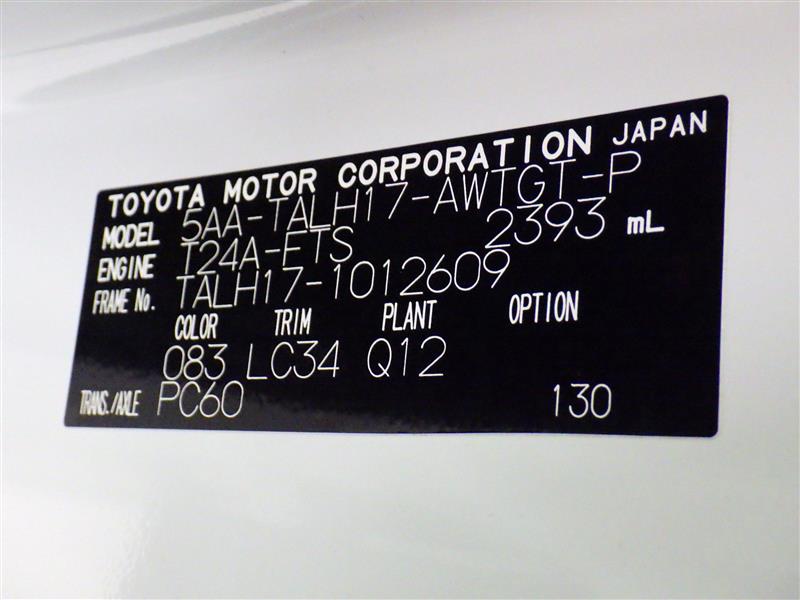 TOYOTA MOTOR CORPORATION JAPAN
MODEL 5AA-TALH17-AWTGT-P
ENGINE T24A-FTS 2393 mL
FRAME No. TALH17-1012609
COLOR TRIM PLANT OPTION
083 LC34 Q12
TRANS./AXLE PC60 130